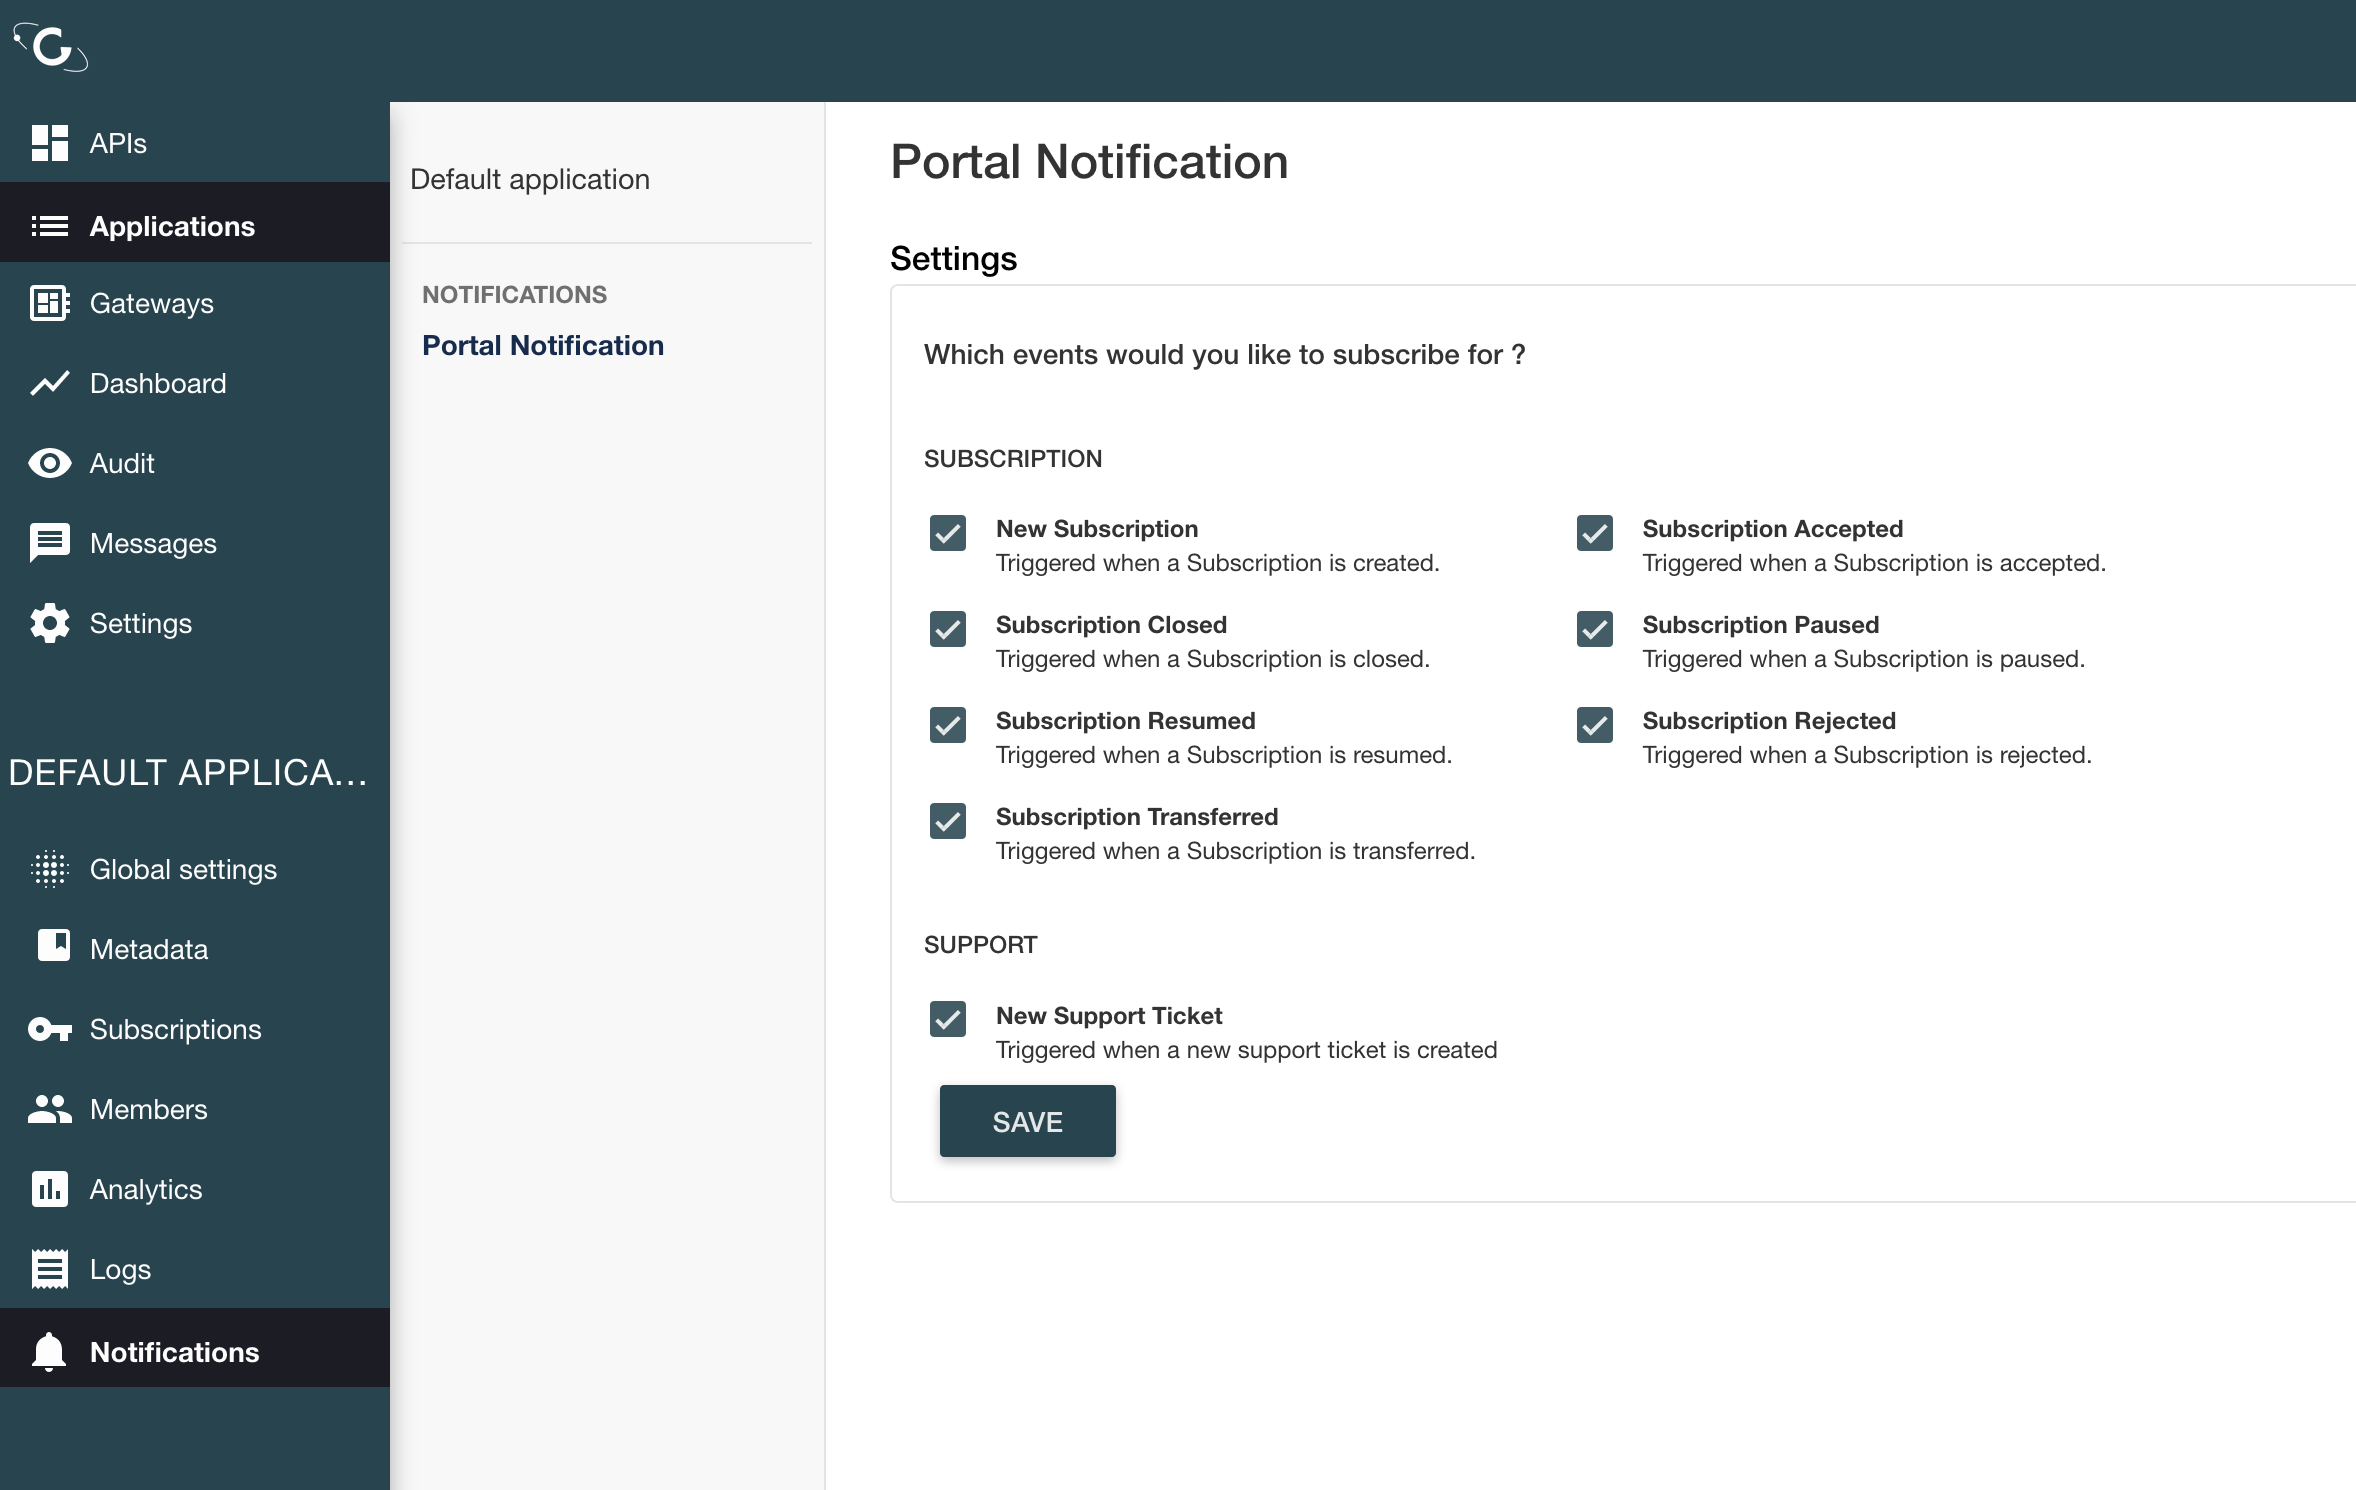 APIs
Applications
Gateways
Dashboard
Audit
Messages
Settings
DEFAULT APPLICA...
Global settings
Metadata
Subscriptions
Members
Analytics
Logs
Notifications
Default application
NOTIFICATIONS
Portal Notification
Portal Notification
Settings
Which events would you like to subscribe for ?
SUBSCRIPTION
New Subscription
Triggered when a Subscription is created.
Subscription Accepted
Triggered when a Subscription is accepted.
Subscription Closed
Triggered when a Subscription is closed.
Subscription Paused
Triggered when a Subscription is paused.
Subscription Resumed
Triggered when a Subscription is resumed.
Subscription Rejected
Triggered when a Subscription is rejected.
Subscription Transferred
Triggered when a Subscription is transferred.
SUPPORT
New Support Ticket
Triggered when a new support ticket is created
SAVE